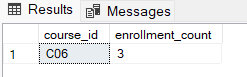 Results Messages
course_id enrollment_count
1 C06 3